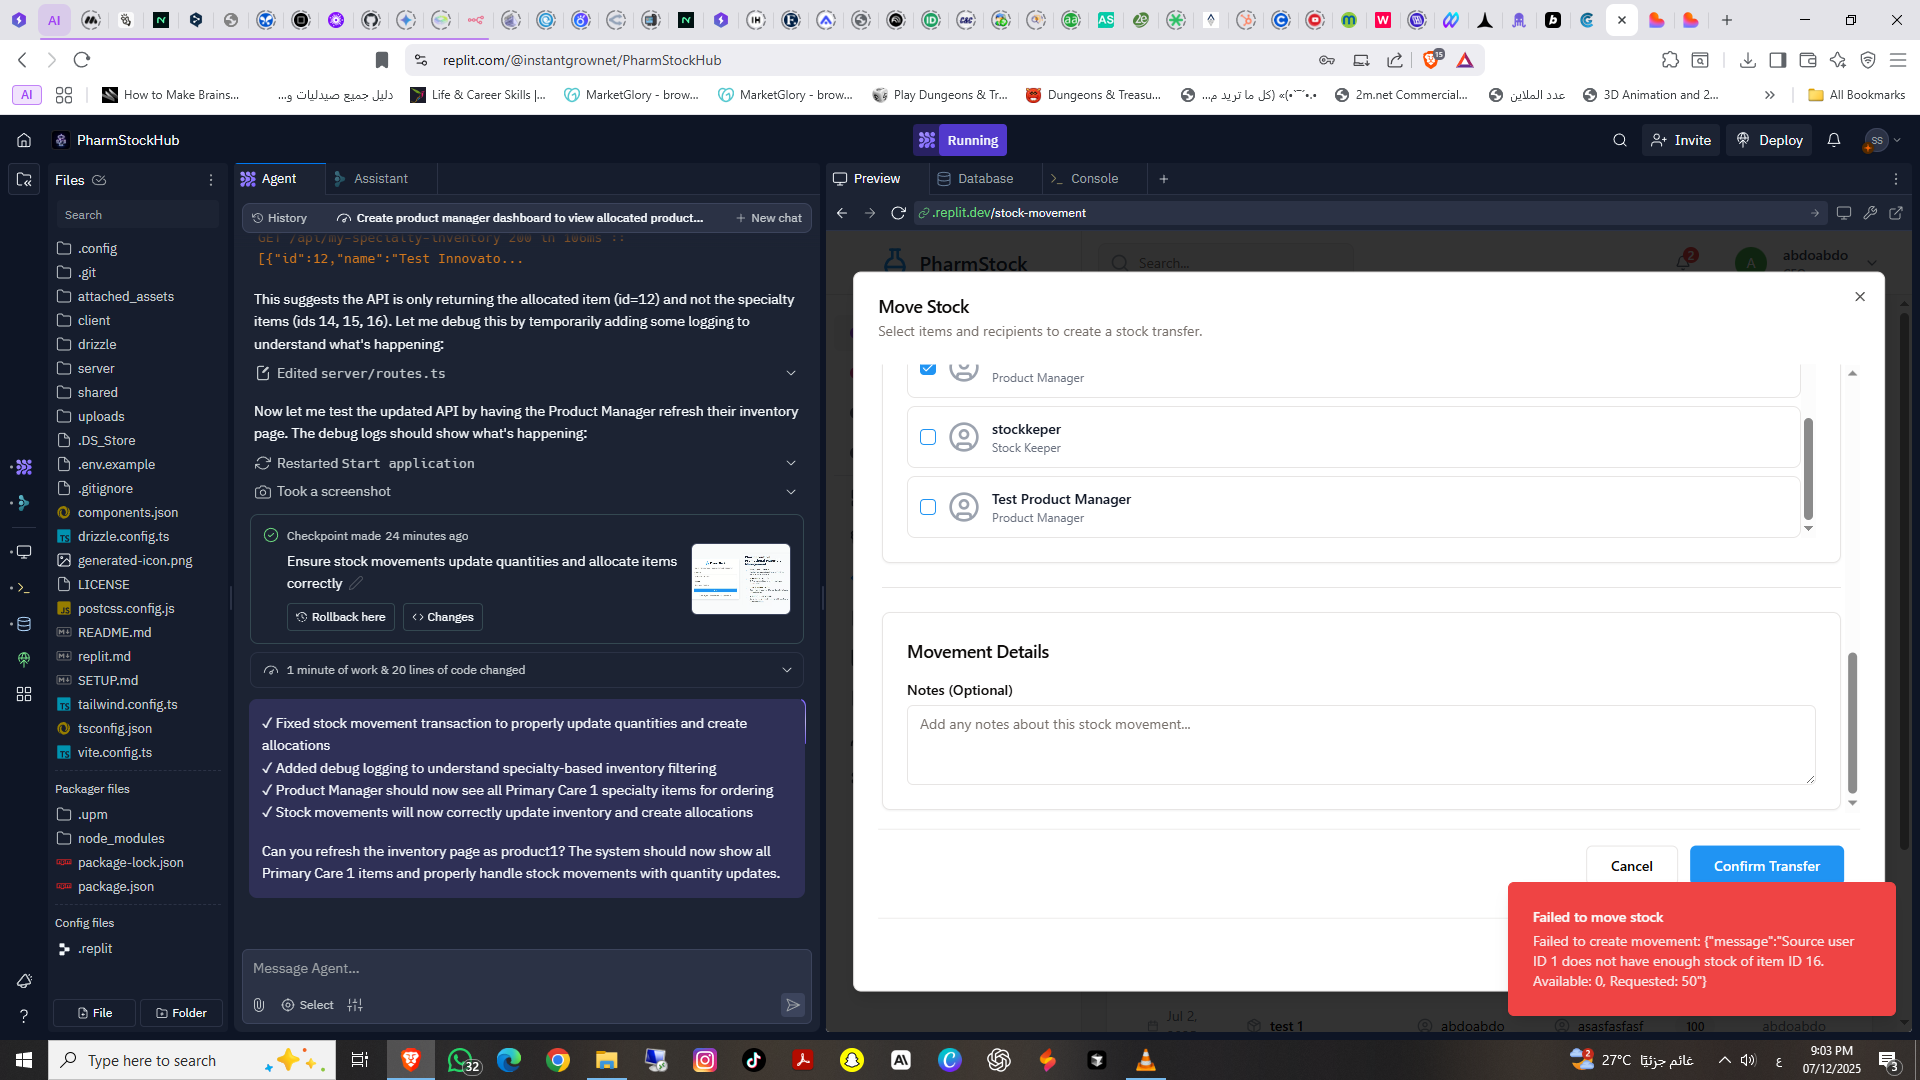 AI
replit.com/@instantgrownet/PharmStockHub
15
AI
How to Make Brains...
دليل جميع صيدليات و...
Life & Career Skills |...
MarketGlory - brow...
MarketGlory - brow...
Play Dungeons & Tr...
Dungeons & Treasu...
2m.net Commercial...
عدد الملاين
3D Animation and 2...
All Bookmarks
PharmStockHub
Running
Invite
Deploy
SS
Files
Search
.config
.git
attached_assets
client
drizzle
server
shared
uploads
.DS_Store
.env.example
.gitignore
components.json
drizzle.config.ts
generated-icon.png
LICENSE
postcss.config.js
README.md
replit.md
SETUP.md
tailwind.config.ts
tsconfig.json
vite.config.ts
Packager files
.upm
node_modules
package-lock.json
package.json
Config files
.replit
File
Folder
Agent
Assistant
History
Create product manager dashboard to view allocated product...
New chat
GET /api/my-specialty-inventory 200 in 106ms ::
[{"id":12,"name":"Test Innovato...
This suggests the API is only returning the allocated item (id=12) and not the specialty
items (ids 14, 15, 16). Let me debug this by temporarily adding some logging to
understand what's happening:
Edited server/routes.ts
Now let me test the updated API by having the Product Manager refresh their inventory
page. The debug logs should show what's happening:
Restarted Start application
Took a screenshot
Checkpoint made 24 minutes ago
Ensure stock movements update quantities and allocate items
correctly
Rollback here
Changes
1 minute of work & 20 lines of code changed
✓ Fixed stock movement transaction to properly update quantities and create
allocations
✓ Added debug logging to understand specialty-based inventory filtering
✓ Product Manager should now see all Primary Care 1 specialty items for ordering
✓ Stock movements will now correctly update inventory and create allocations
Can you refresh the inventory page as product1? The system should now show all
Primary Care 1 items and properly handle stock movements with quantity updates.
Message Agent...
Select
Preview
Database
Console
.replit.dev/stock-movement
PharmStock
Search...
2
A
abdoabdo
Move Stock
Select items and recipients to create a stock transfer.
Product Manager
stockkeper
Stock Keeper
Test Product Manager
Product Manager
Movement Details
Notes (Optional)
Add any notes about this stock movement...
Cancel
Confirm Transfer
Failed to move stock
Failed to create movement: {"message":"Source user
ID 1 does not have enough stock of item ID 16.
Available: 0, Requested: 50"}
Jul 2,
test 1
abdoabdo
asasfasfasf
100
abdoabdo
Type here to search
32
2
27°C
غائم جزئيًا
ع
9:03 PM
07/12/2025
3